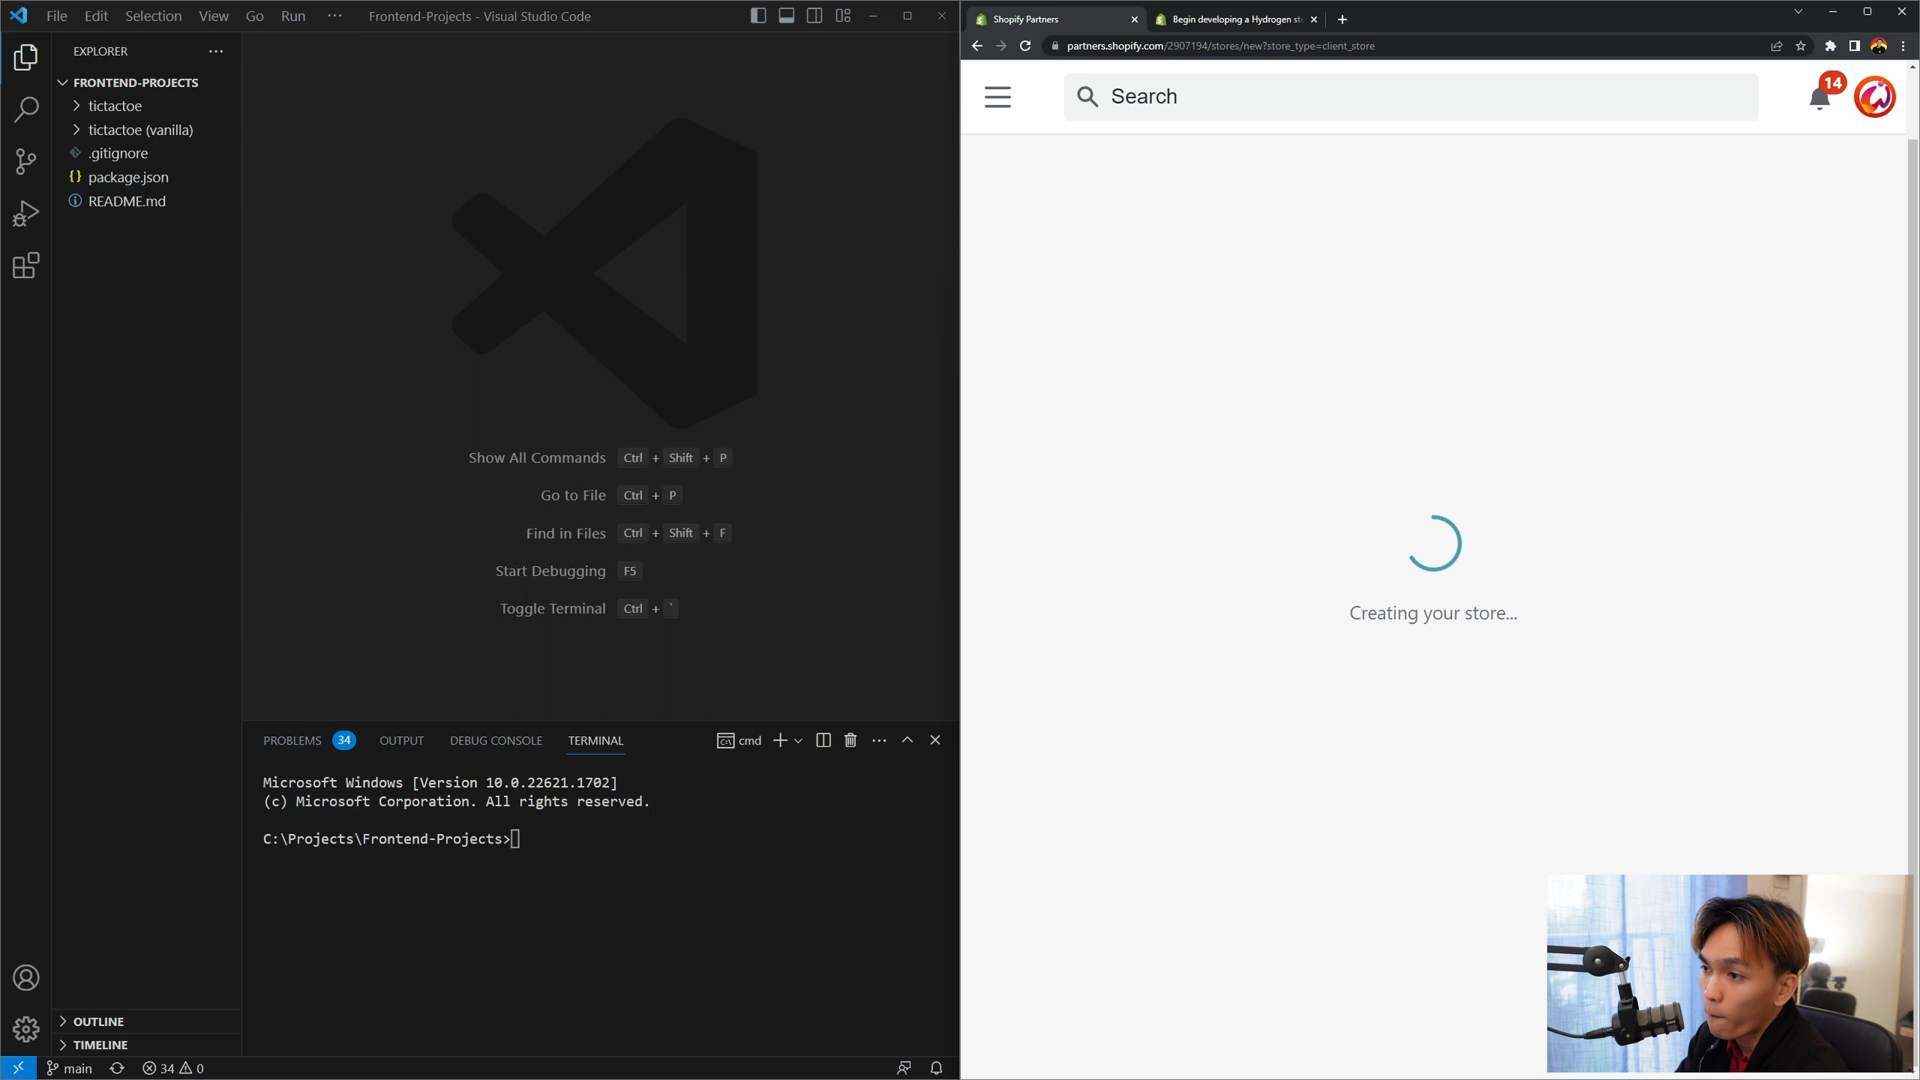 File Edit Selection View Go Run ··· Frontend-Projects - Visual Studio Code
EXPLORER ···
FRONTEND-PROJECTS
tictactoe
tictactoe (vanilla)
.gitignore
{} package.json
README.md
Show All Commands Ctrl + Shift + P
Go to File Ctrl + P
Find in Files Ctrl + Shift + F
Start Debugging F5
Toggle Terminal Ctrl + `
PROBLEMS 34 OUTPUT DEBUG CONSOLE TERMINAL cmd
Microsoft Windows [Version 10.0.22621.1702]
(c) Microsoft Corporation. All rights reserved.
C:\Projects\Frontend-Projects>
OUTLINE
TIMELINE
main 34 0
Shopify Partners
Begin developing a Hydrogen st
partners.shopify.com/2907194/stores/new?store_type=client_store
Search
14
Creating your store...